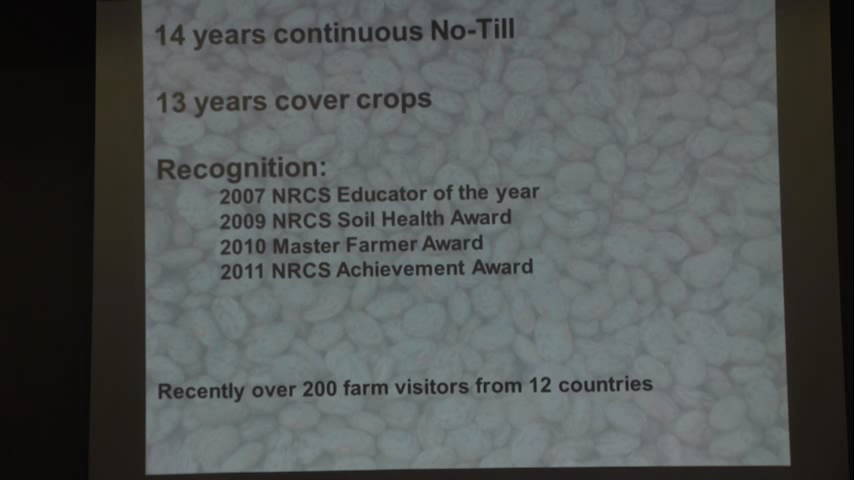 14 years continuous No-Till
13 years cover crops
Recognition:
2007 NRCS Educator of the year
2009 NRCS Soil Health Award
2010 Master Farmer Award
2011 NRCS Achievement Award
Recently over 200 farm visitors from 12 countries